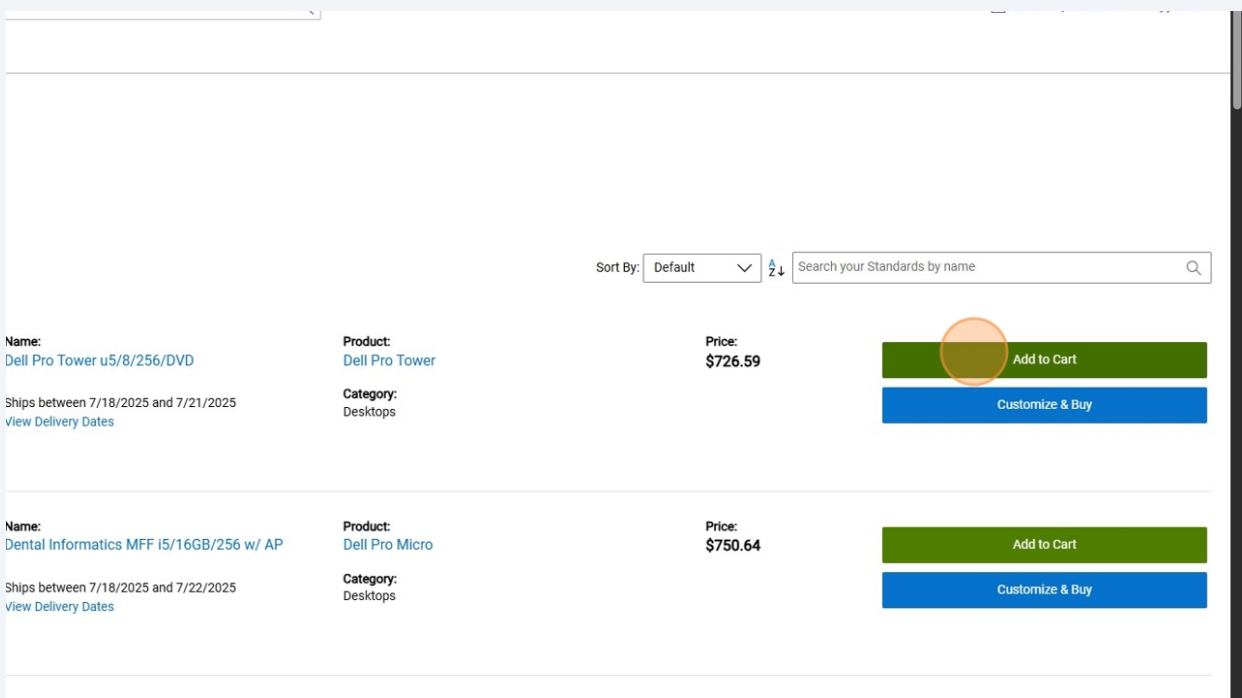 Sort By: Default
Search your Standards by name
Name: Product: Price:
Dell Pro Tower u5/8/256/DVD Dell Pro Tower $726.59 Add to Cart
Category:
Ships between 7/18/2025 and 7/21/2025 Desktops Customize & Buy
View Delivery Dates
Name: Product: Price:
Dental Informatics MFF i5/16GB/256 w/ AP Dell Pro Micro $750.64 Add to Cart
Category:
Ships between 7/18/2025 and 7/22/2025 Desktops Customize & Buy
View Delivery Dates